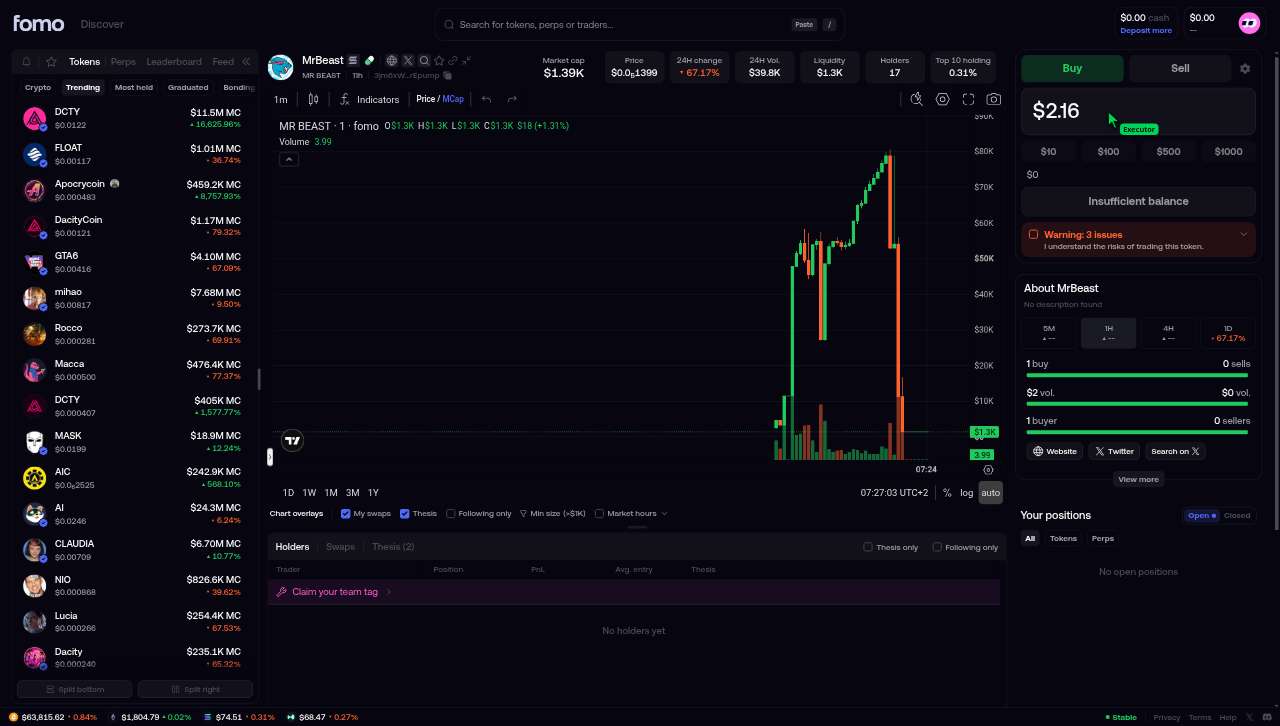 fomo Discover Search for tokens, perps or traders... Paste / $0.00 cash Deposit more $0.00 —
Tokens Perps Leaderboard Feed
Crypto Trending Most held Graduated Bonding
DCTY $11.5M MC
$0.0122 16,625.96%
FLOAT $1.01M MC
$0.00117 36.74%
Apocrycoin $459.2K MC
$0.000483 8,757.93%
DacityCoin $1.17M MC
$0.00121 79.32%
GTA6 $4.10M MC
$0.00416 67.09%
mihao $7.68M MC
$0.00817 9.50%
Rocco $273.7K MC
$0.000281 69.91%
Macca $476.4K MC
$0.000500 77.37%
DCTY $405K MC
$0.000407 1,577.77%
MASK $18.9M MC
$0.0199 12.24%
AIC $242.9K MC
$0.0₆2525 568.10%
AI $24.3M MC
$0.0246 6.24%
CLAUDIA $6.70M MC
$0.00709 10.77%
NIO $826.6K MC
$0.000868 39.62%
Lucia $254.4K MC
$0.000266 67.53%
Dacity $235.1K MC
$0.000240 65.32%
Split bottom Split right
MrBeast
MR BEAST 11h 3jm6xW...rEpump
Market cap
$1.39K
Price
$0.0₅1399
24H change
67.17%
24H Vol.
$39.8K
Liquidity
$1.3K
Holders
17
Top 10 holding
0.31%
1m Indicators Price / MCap
MR BEAST · 1 · fomo O$1.3K H$1.3K L$1.3K C$1.3K $18 (+1.31%)
Volume 3.99
$90K
$80K
$70K
$60K
$50K
$40K
$30K
$20K
$10K
$1.3K
$0
3.99
07:24
1D 1W 1M 3M 1Y 07:27:03 UTC+2 % log auto
Chart overlays My swaps Thesis Following only Min size (>$1K) Market hours
Holders Swaps Thesis (2) Thesis only Following only
Trader Position PnL Avg. entry Thesis
Claim your team tag
No holders yet
Buy Sell
$2.16
Executor
$10 $100 $500 $1000
$0
Insufficient balance
Warning: 3 issues
I understand the risks of trading this token.
About MrBeast
No description found
5M 1H 4H 1D
-- -- -- 67.17%
1 buy 0 sells
$2 vol. $0 vol.
1 buyer 0 sellers
Website Twitter Search on X
View more
Your positions Open Closed
All Tokens Perps
No open positions
$63,815.62 0.84% $1,804.79 0.02% $74.51 0.31% $68.47 0.27% Stable Privacy Terms Help